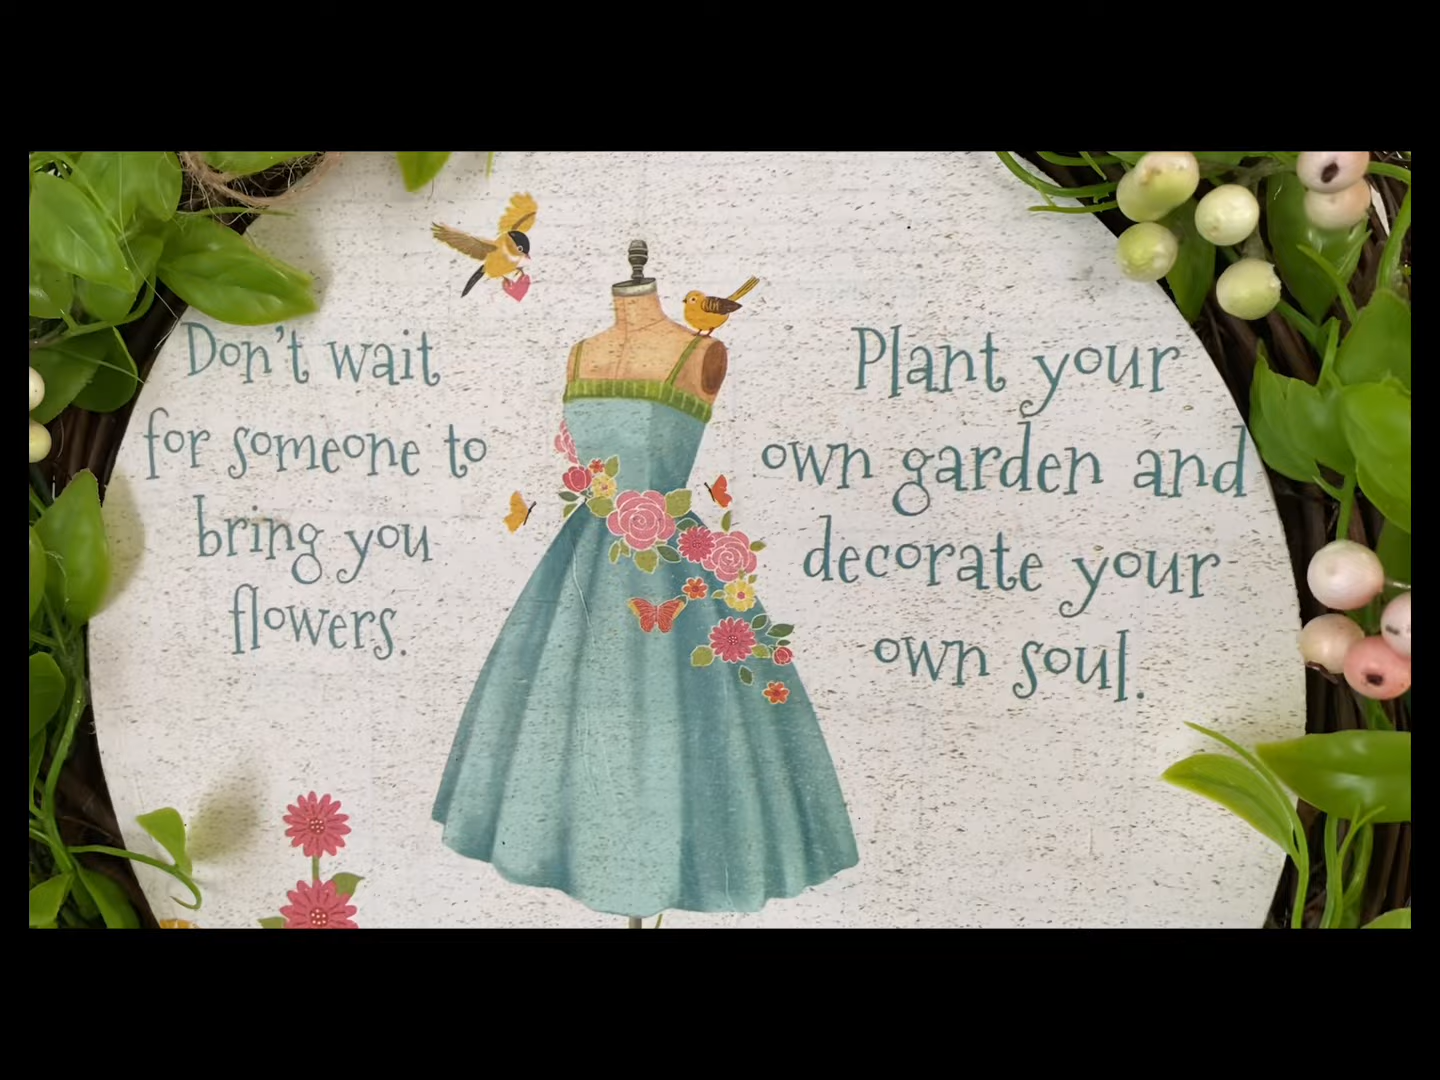 Don't wait
for someone to
bring you
flowers.
Plant your
own garden and
decorate your
own soul.